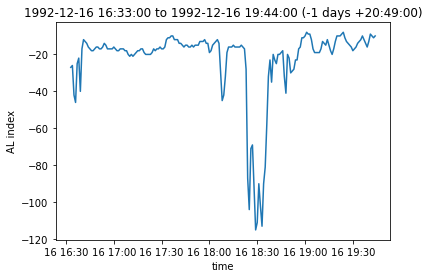 1992-12-16 16:33:00 to 1992-12-16 19:44:00 (-1 days +20:49:00)
−20
−40
−60
−80
−100
−120
AL index
16 16:30 16 17:00 16 17:30 16 18:00 16 18:30 16 19:00 16 19:30
time